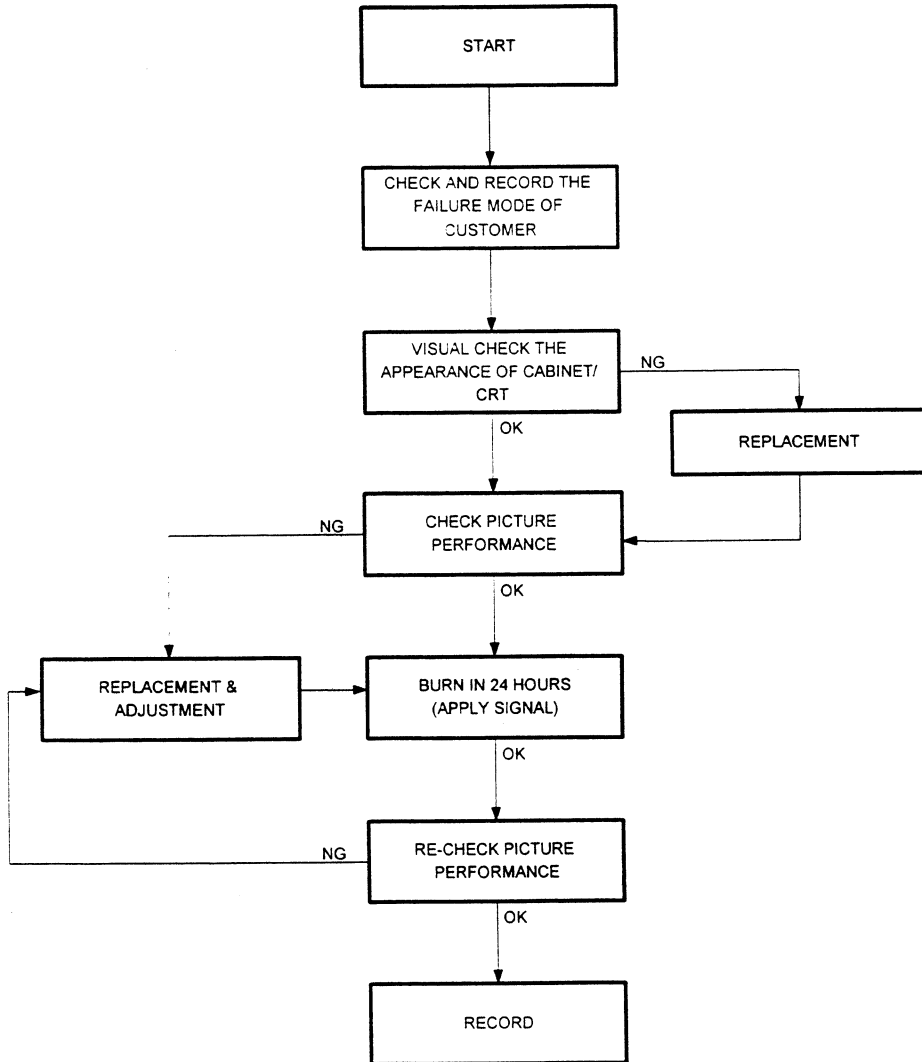 START
CHECK AND RECORD THE
FAILURE MODE OF
CUSTOMER
VISUAL CHECK THE
APPEARANCE OF CABINET/
CRT
NG
REPLACEMENT
OK
CHECK PICTURE
PERFORMANCE
NG
OK
REPLACEMENT &
ADJUSTMENT
BURN IN 24 HOURS
(APPLY SIGNAL)
OK
RE-CHECK PICTURE
PERFORMANCE
NG
OK
RECORD